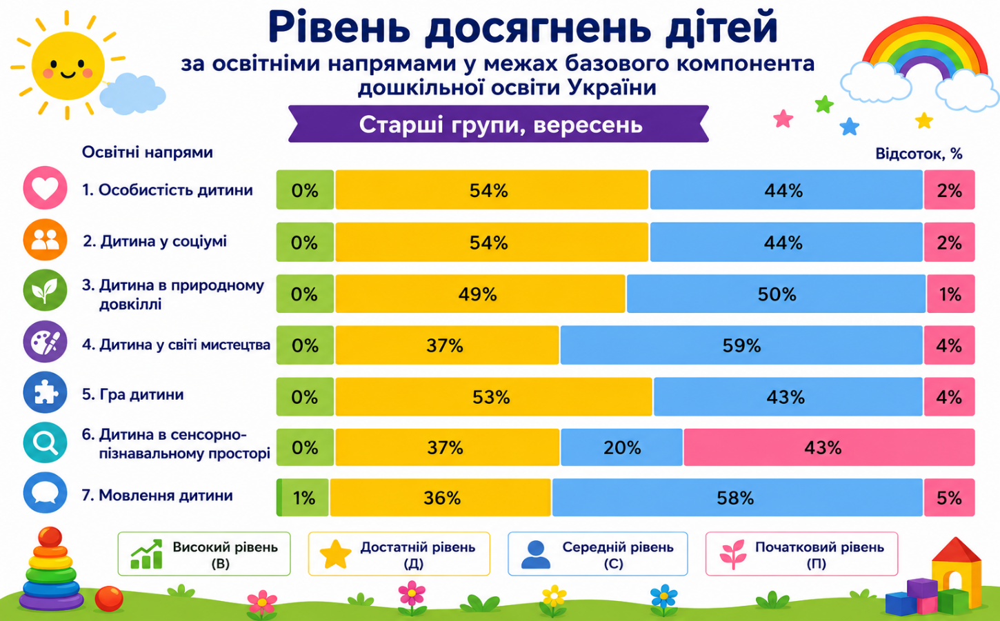 Рівень досягнень дітей
за освітніми напрямами у межах базового компонента
дошкільної освіти України
Старші групи, вересень
Освітні напрями
Відсоток, %
1. Особистість дитини 0% 54% 44% 2%
2. Дитина у соціумі 0% 54% 44% 2%
3. Дитина в природному
довкіллі 0% 49% 50% 1%
4. Дитина у світі мистецтва 0% 37% 59% 4%
5. Гра дитини 0% 53% 43% 4%
6. Дитина в сенсорно-
пізнавальному просторі 0% 37% 20% 43%
7. Мовлення дитини 1% 36% 58% 5%
Високий рівень
(В)
Достатній рівень
(Д)
Середній рівень
(С)
Початковий рівень
(П)